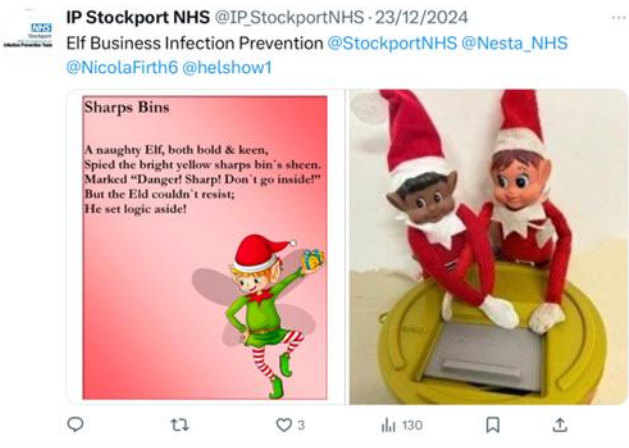 IP Stockport NHS @IP_StockportNHS · 23/12/2024
NHS
Stockport
Elf Business Infection Prevention @StockportNHS @Nesta_NHS
@NicolaFirth6 @helshow1
Sharps Bins
A naughty Elf, both bold & keen,
Spied the bright yellow sharps bin`s sheen.
Marked “Danger! Sharp! Don`t go inside!”
But the Eld couldn`t resist;
He set logic aside!
3
130